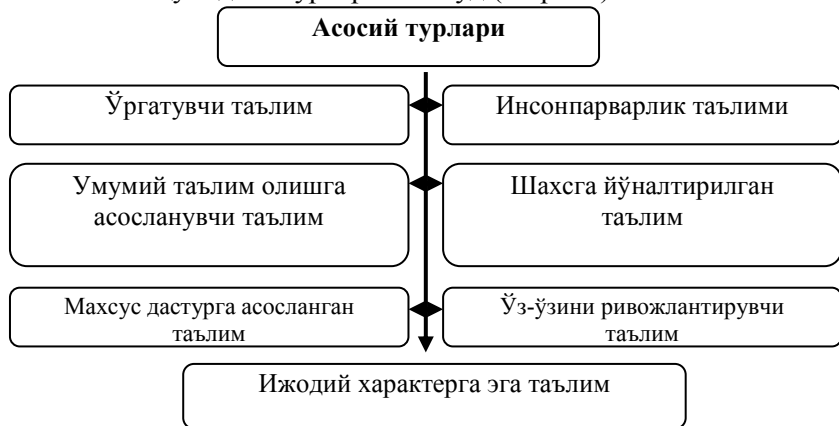 Асосий турлари
Ўргатувчи таълим
Инсонпарварлик таълими
Умумий таълим олишга
асосланувчи таълим
Шахсга йўналтирилган
таълим
Махсус дастурга асосланган
таълим
Ўз-ўзини ривожлантирувчи
таълим
Ижодий характерга эга таълим